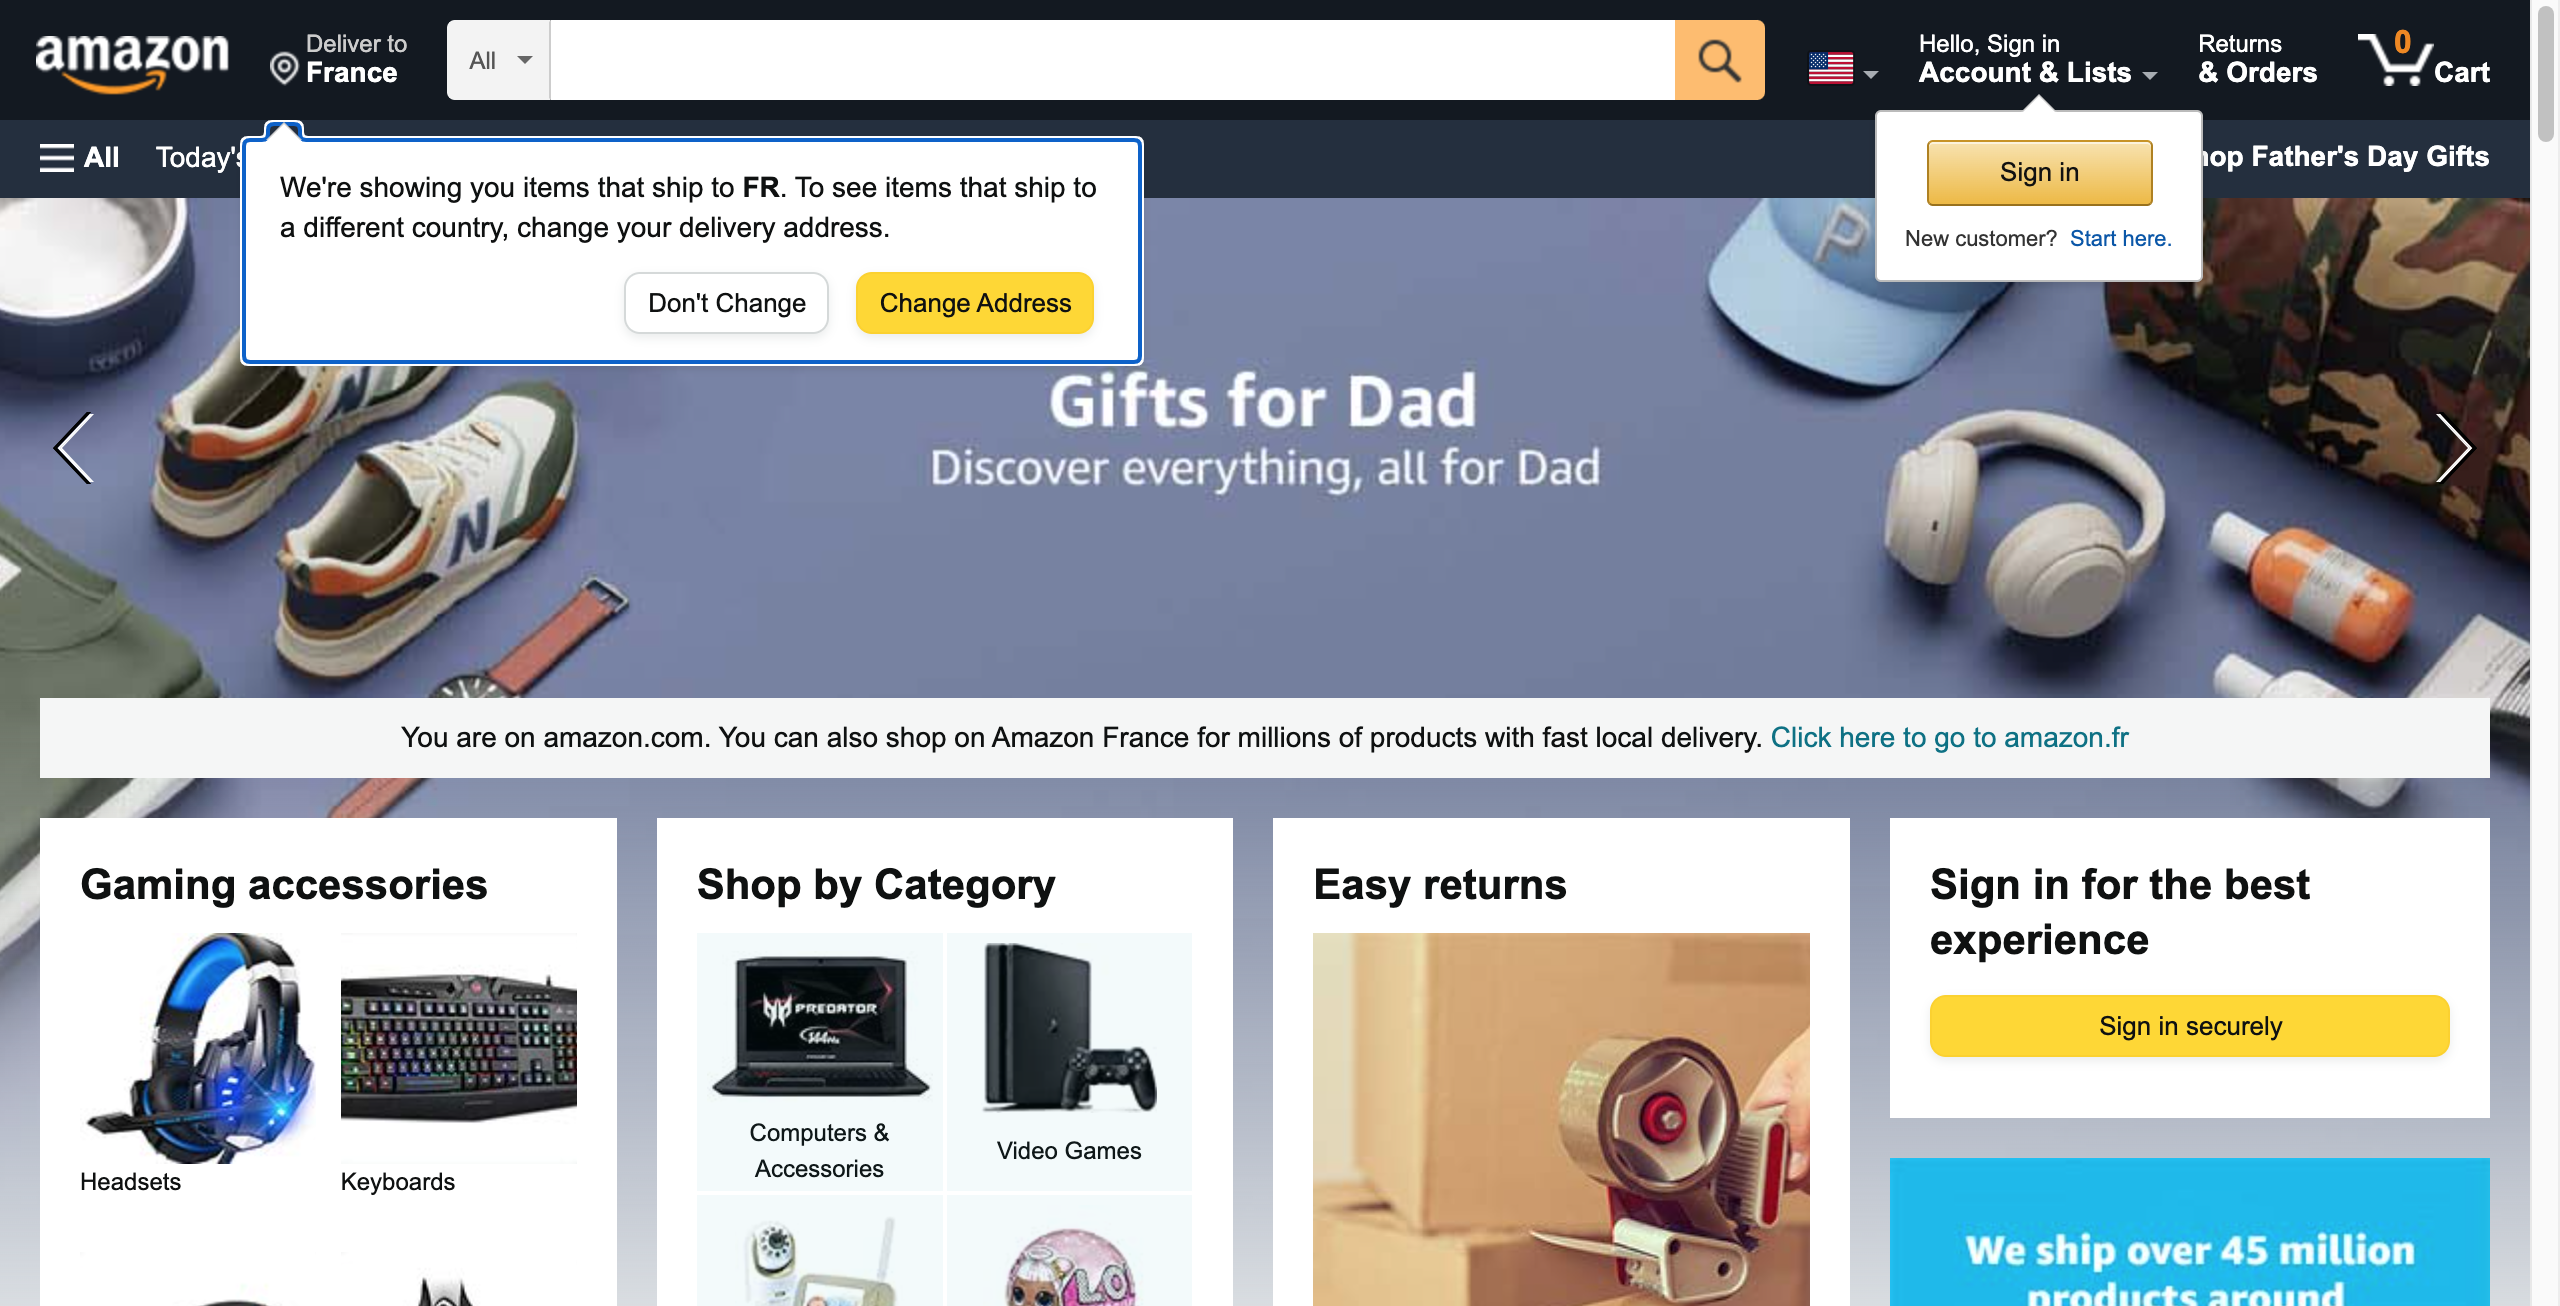 amazon
Deliver to
France
All
Hello, Sign in
Account & Lists
Returns
& Orders
0
Cart
All
Today's
We're showing you items that ship to FR. To see items that ship to
a different country, change your delivery address.
Don't Change
Change Address
Sign in
New customer? Start here.
hop Father's Day Gifts
P
N
N
Gifts for Dad
Discover everything, all for Dad
You are on amazon.com. You can also shop on Amazon France for millions of products with fast local delivery. Click here to go to amazon.fr
Gaming accessories
Headsets
Keyboards
Shop by Category
PREDATOR
Computers &
Accessories
Video Games
LOL
Easy returns
Sign in for the best
experience
Sign in securely
We ship over 45 million
products around